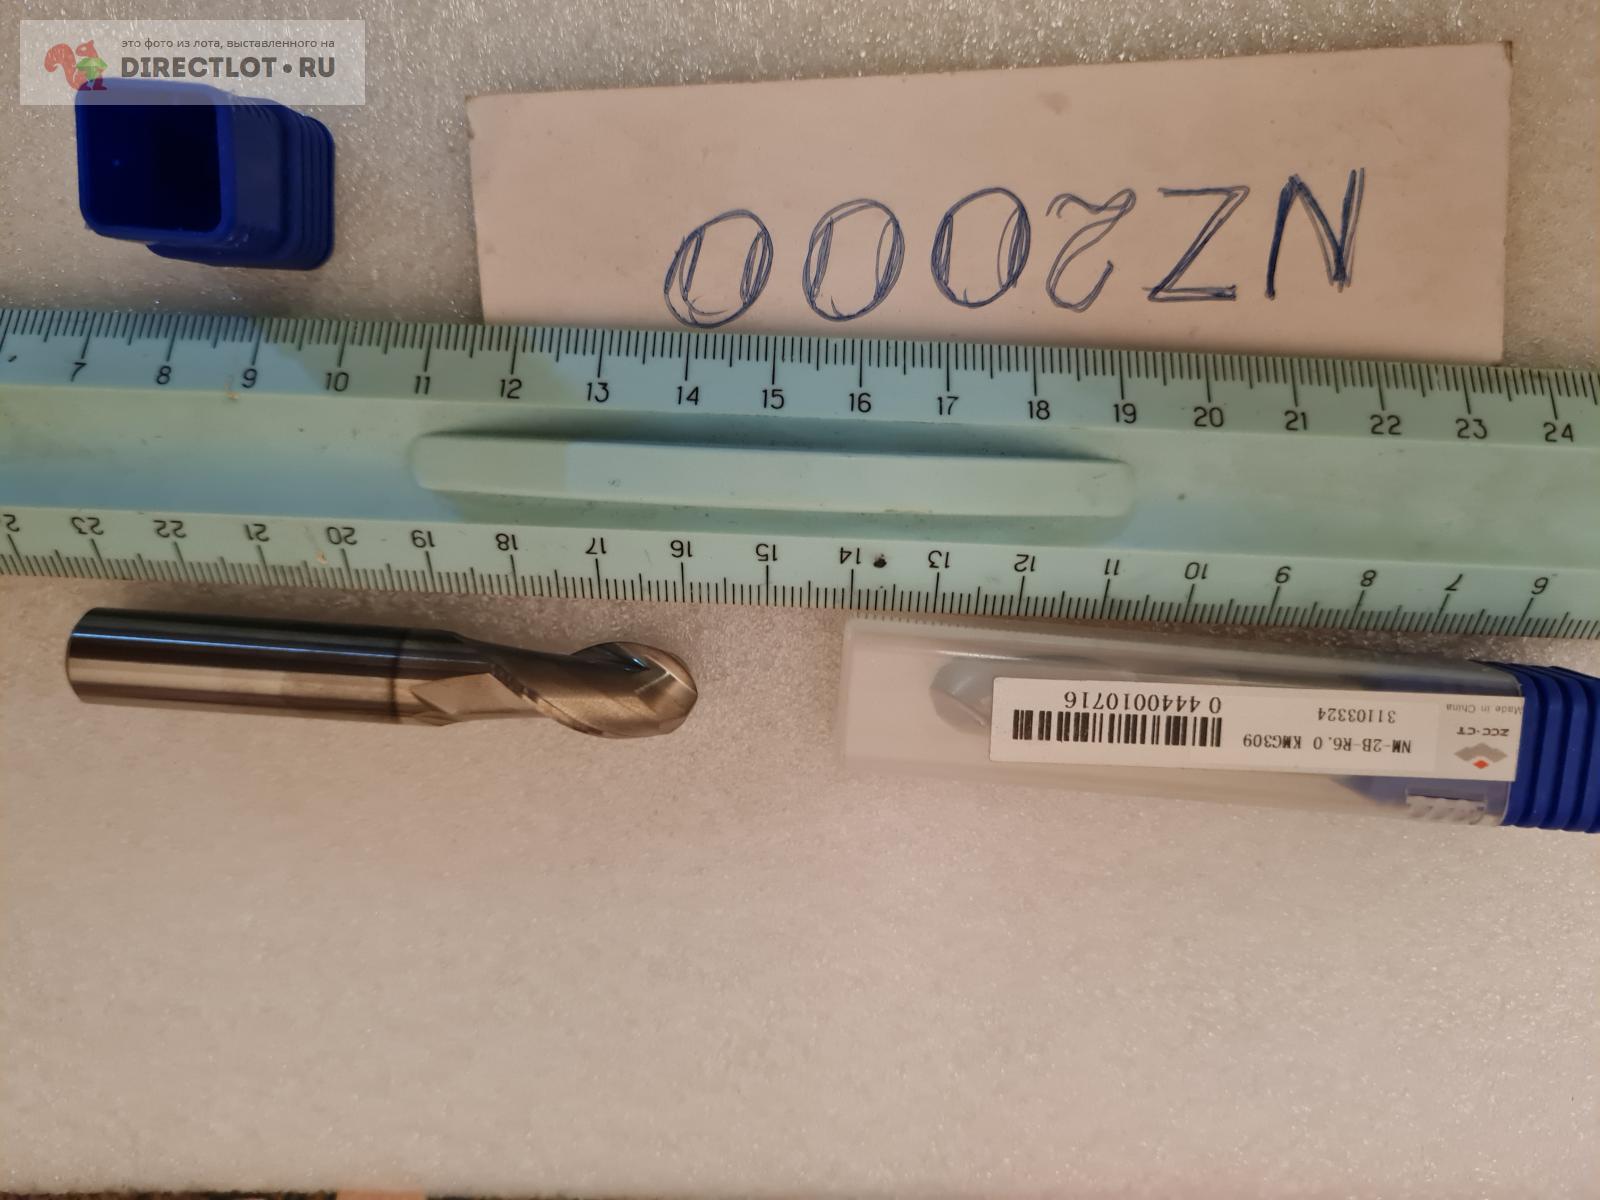 это фото из лота, выставленного на
DIRECTLOT.RU
NZ2000
7 8 9 10 11 12 13 14 15 16 17 18 19 20 21 22 23 24
6 7 8 9 10 11 12 13 14 15 16 17 18 19 20 21 22 23 2
ZCC·CT
Made in China
NM-2B-R6.0 KMG309
31103324
0 4440010716